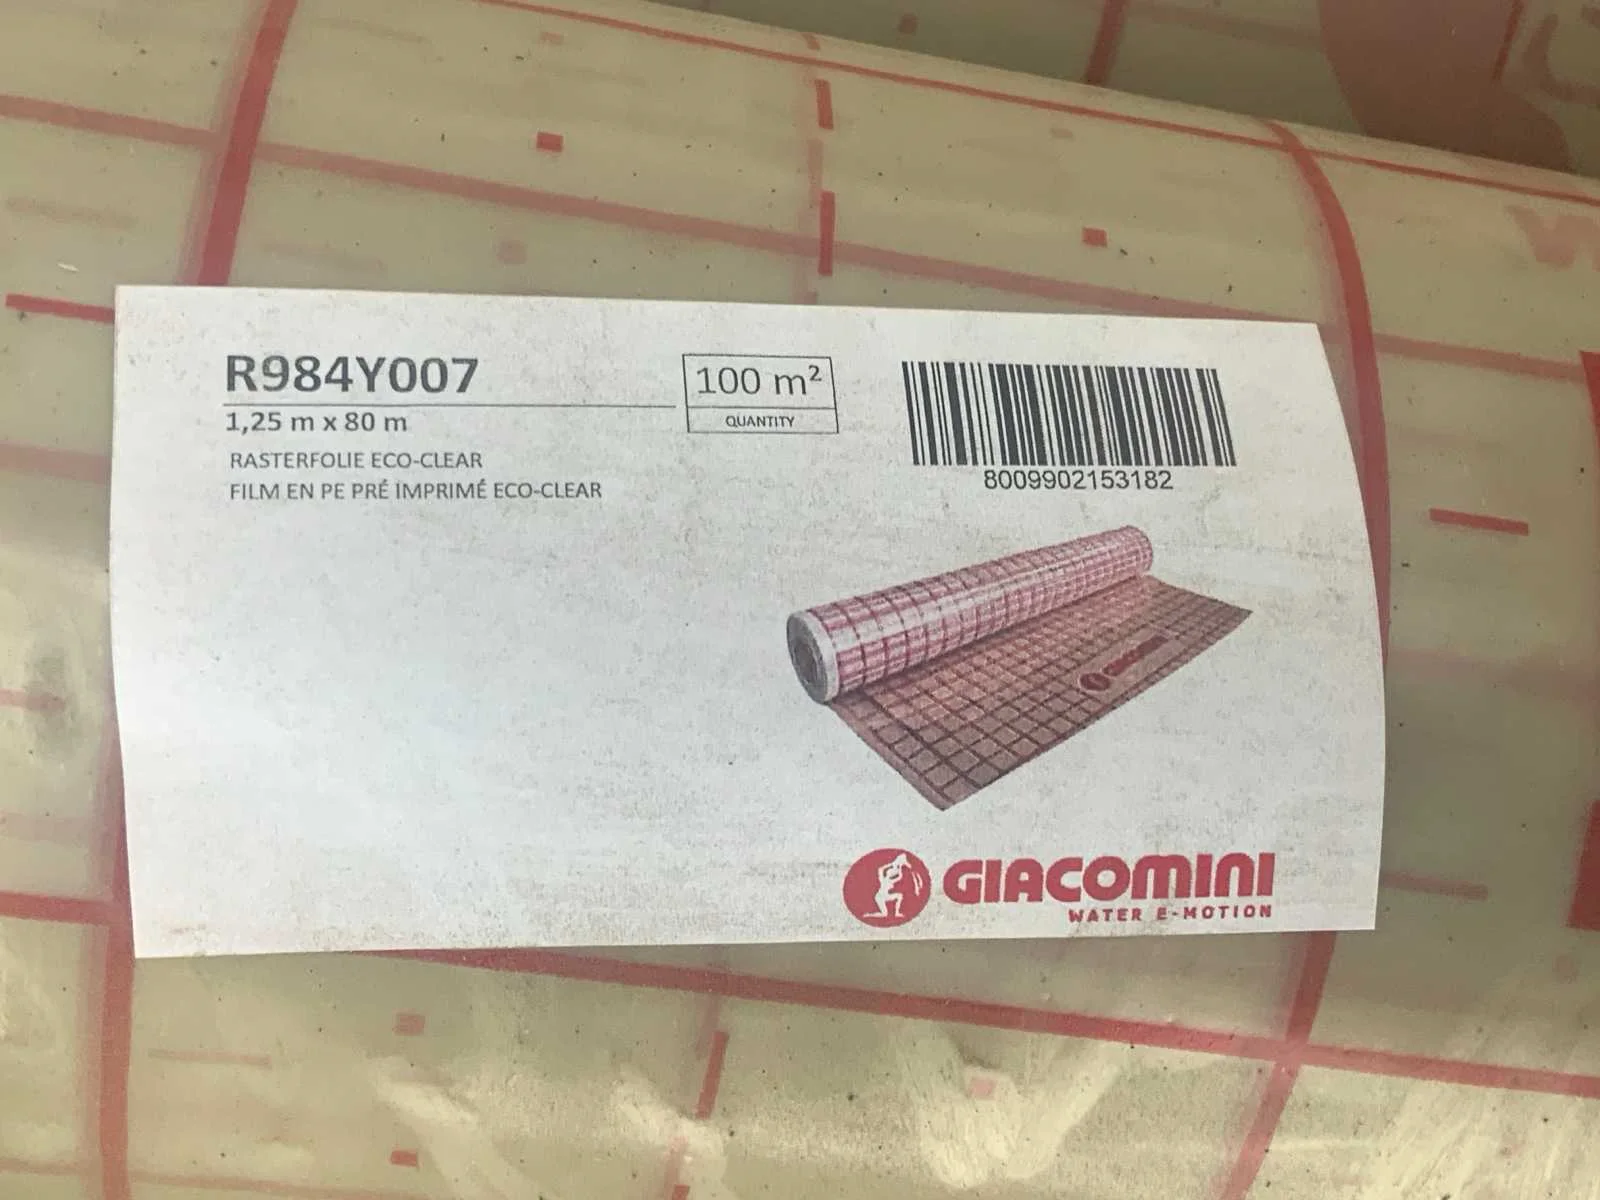 R984Y007
1,25 m x 80 m
RASTERFOLIE ECO-CLEAR
FILM EN PE PRÉ IMPRIMÉ ECO-CLEAR
100 m²
QUANTITY
8009902153182
GIACOMINI
GIACOMINI
WATER E-MOTION